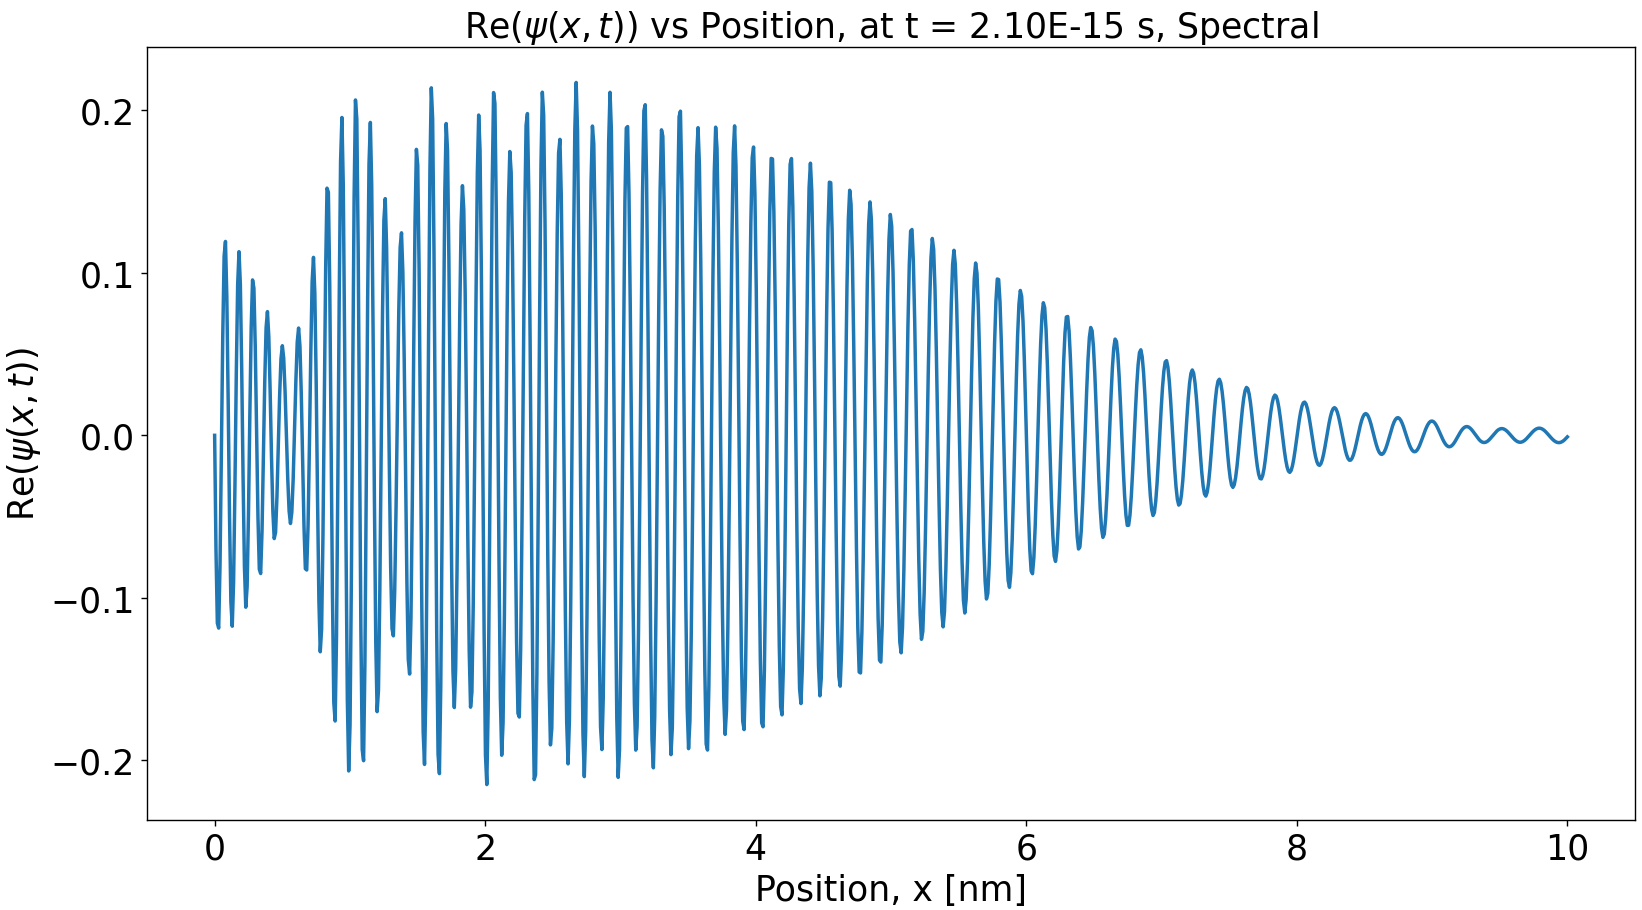 Re(ψ(x, t)) vs Position, at t = 2.10E-15 s, Spectral
Re(ψ(x, t))
0.2
0.1
0.0
−0.1
−0.2
0 2 4 6 8 10
Position, x [nm]